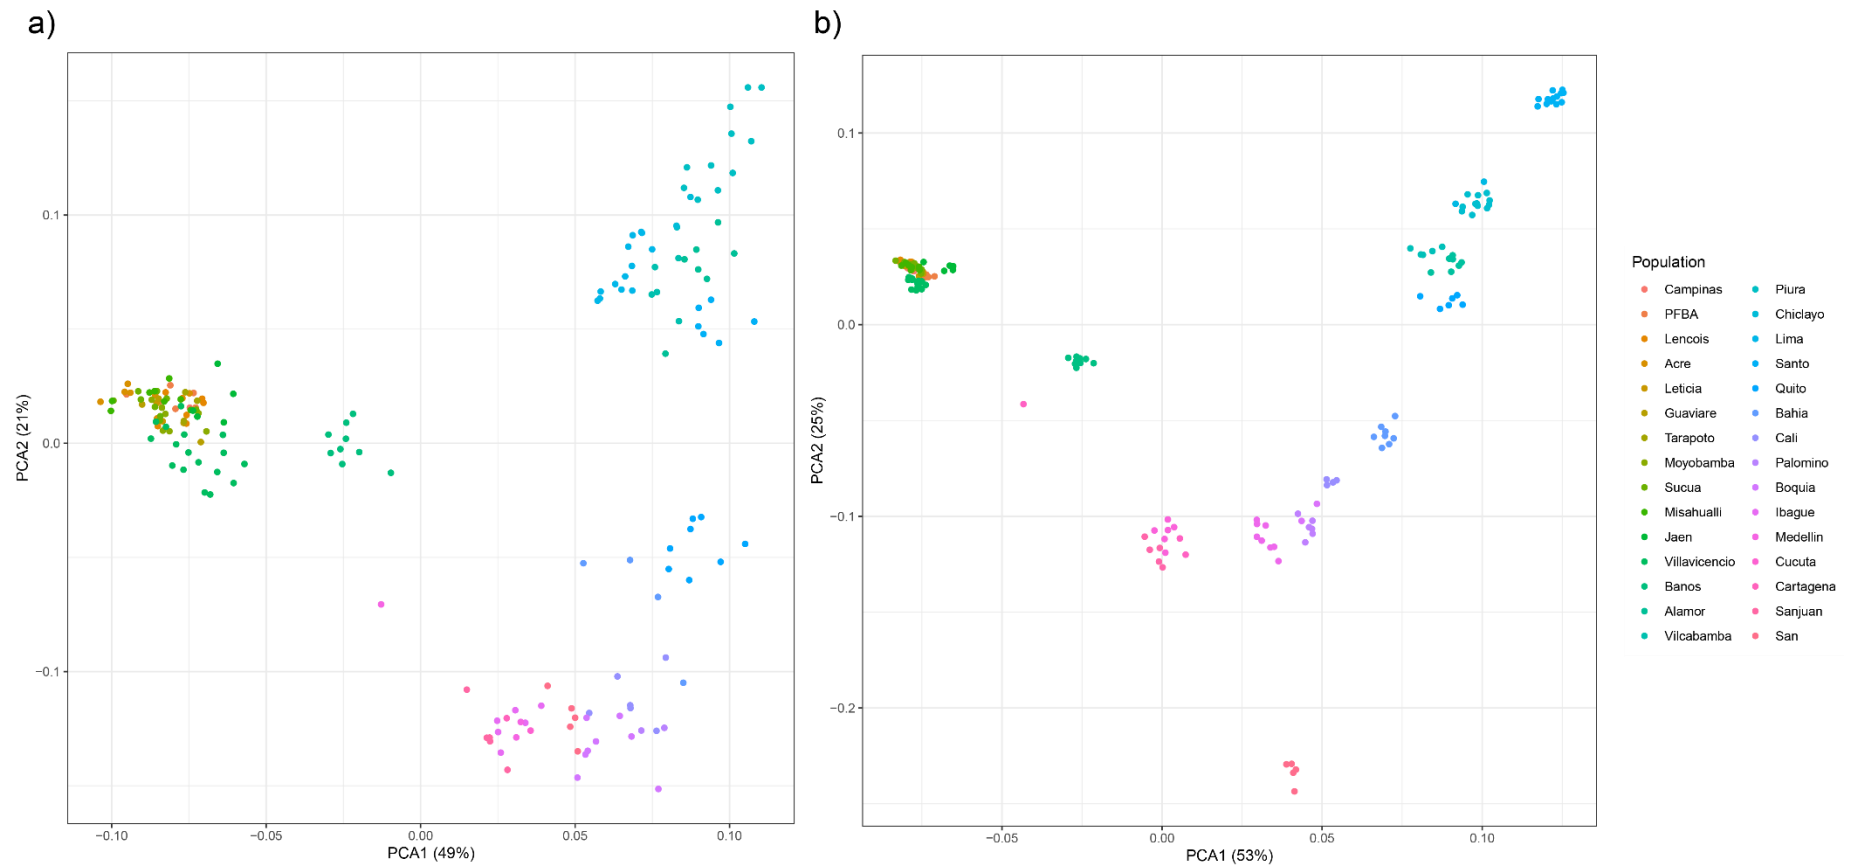 a)
0.1
0.0
−0.1
PCA2 (21%)
−0.10
−0.05
0.00
0.05
0.10
PCA1 (49%)
b)
0.1
0.0
−0.1
−0.2
PCA2 (25%)
−0.05
0.00
0.05
0.10
PCA1 (53%)
Population
Campinas
PFBA
Lencois
Acre
Leticia
Guaviare
Tarapoto
Moyobamba
Sucua
Misahualli
Jaen
Villavicencio
Banos
Alamor
Vilcabamba
Piura
Chiclayo
Lima
Santo
Quito
Bahia
Cali
Palomino
Boquia
Ibague
Medellin
Cucuta
Cartagena
Sanjuan
San